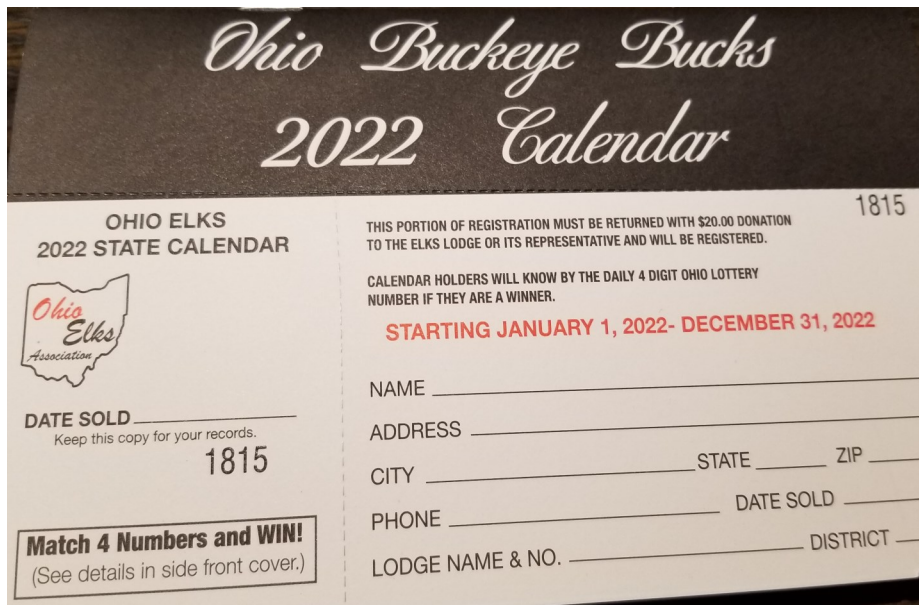 Ohio Buckeye Bucks
2022 Calendar
OHIO ELKS
2022 STATE CALENDAR
Ohio
Elks
Association
DATE SOLD
Keep this copy for your records.
1815
Match 4 Numbers and WIN!
(See details in side front cover.)
1815
THIS PORTION OF REGISTRATION MUST BE RETURNED WITH $20.00 DONATION
TO THE ELKS LODGE OR ITS REPRESENTATIVE AND WILL BE REGISTERED.
CALENDAR HOLDERS WILL KNOW BY THE DAILY 4 DIGIT OHIO LOTTERY
NUMBER IF THEY ARE A WINNER.
STARTING JANUARY 1, 2022- DECEMBER 31, 2022
NAME
ADDRESS
CITY STATE ZIP
PHONE DATE SOLD
LODGE NAME & NO. DISTRICT